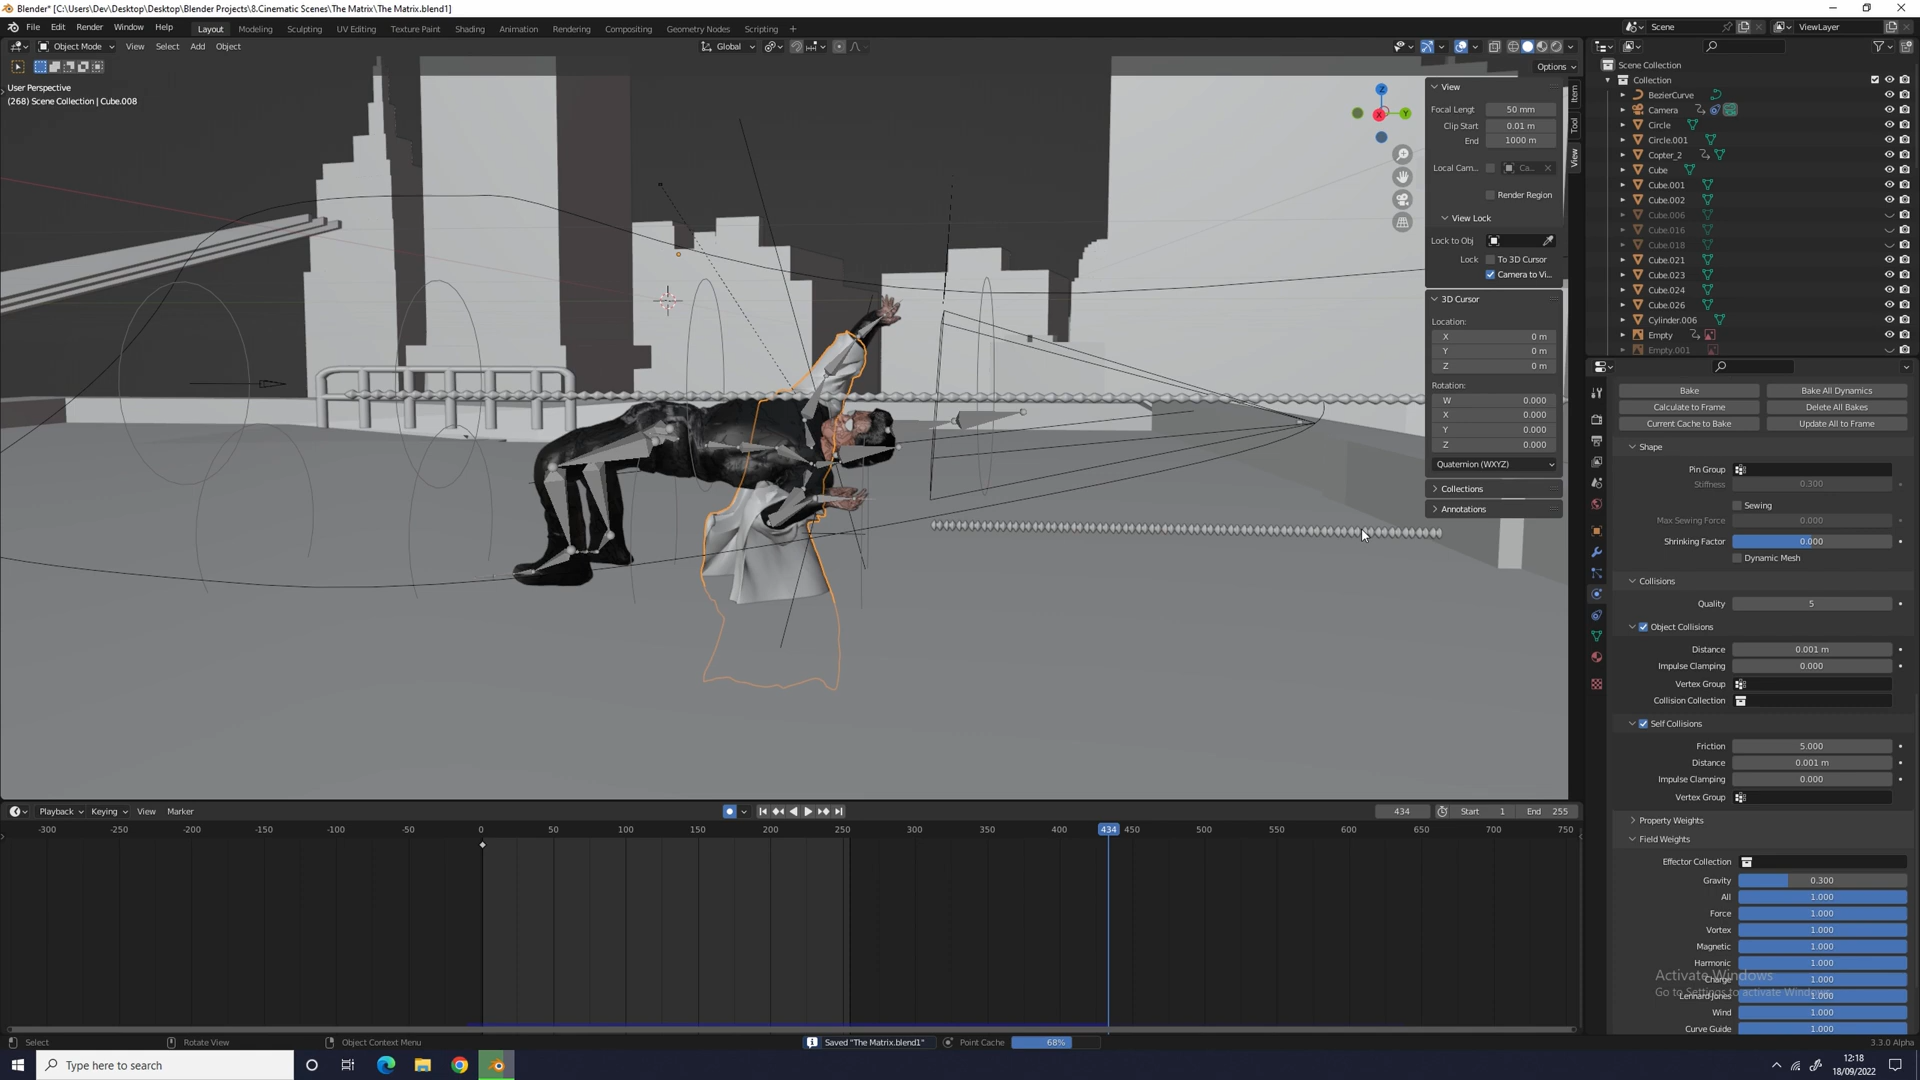 Blender* [C:\Users\Dev\Desktop\Desktop\Blender Projects\8.Cinematic Scenes\The Matrix\The Matrix.blend1]
File Edit Render Window Help Layout Modeling Sculpting UV Editing Texture Paint Shading Animation Rendering Compositing Geometry Nodes Scripting + Scene ViewLayer
Object Mode View Select Add Object Global
Options
User Perspective
(268) Scene Collection | Cube.008
Z
X Y
View
Focal Lengt 50 mm
Clip Start 0.01 m
End 1000 m
Local Cam... Ca...
Render Region
View Lock
Lock to Obj
Lock To 3D Cursor
Camera to Vi...
3D Cursor
Location:
X 0 m
Y 0 m
Z 0 m
Rotation:
W 0.000
X 0.000
Y 0.000
Z 0.000
Quaternion (WXYZ)
Collections
Annotations
Item
Tool
View
Scene Collection
Collection
BezierCurve
Camera
Circle
Circle.001
Copter_2
Cube
Cube.001
Cube.002
Cube.006
Cube.016
Cube.018
Cube.021
Cube.023
Cube.024
Cube.026
Cylinder.006
Empty
Empty.001
Bake Bake All Dynamics
Calculate to Frame Delete All Bakes
Current Cache to Bake Update All to Frame
Shape
Pin Group
Stiffness 0.300
Sewing
Max Sewing Force 0.000
Shrinking Factor 0.000
Dynamic Mesh
Collisions
Quality 5
Object Collisions
Distance 0.001 m
Impulse Clamping 0.000
Vertex Group
Collision Collection
Self Collisions
Friction 5.000
Distance 0.001 m
Impulse Clamping 0.000
Vertex Group
Property Weights
Field Weights
Effector Collection
Gravity 0.300
All 1.000
Force 1.000
Vortex 1.000
Magnetic 1.000
Harmonic 1.000
Charge 1.000
Lennard-Jones 1.000
Wind 1.000
Curve Guide 1.000
Activate Windows
Go to Settings to activate Windows.
Playback Keying View Marker 434 Start 1 End 255
-300 -250 -200 -150 -100 -50 0 50 100 150 200 250 300 350 400 434 450 500 550 600 650 700 750
Select Rotate View Object Context Menu Saved "The Matrix.blend1" Point Cache 68% 3.3.0 Alpha
Type here to search
12:18
18/09/2022